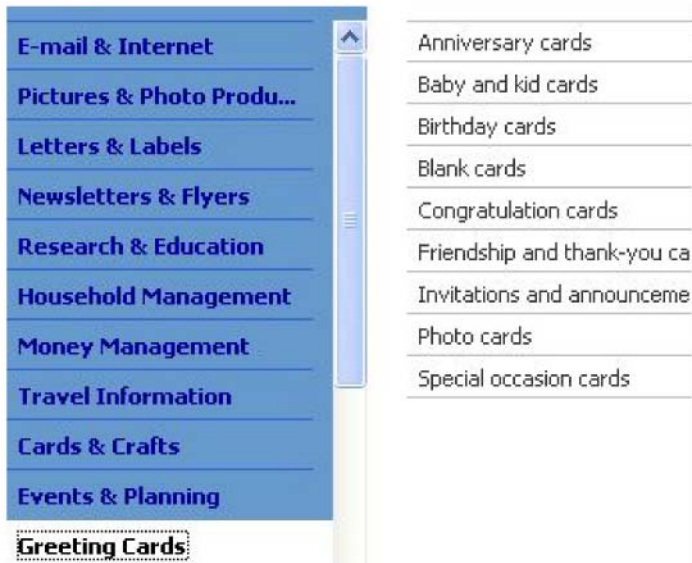 E-mail & Internet
Pictures & Photo Produ...
Letters & Labels
Newsletters & Flyers
Research & Education
Household Management
Money Management
Travel Information
Cards & Crafts
Events & Planning
Greeting Cards
Anniversary cards
Baby and kid cards
Birthday cards
Blank cards
Congratulation cards
Friendship and thank-you ca
Invitations and announceme
Photo cards
Special occasion cards